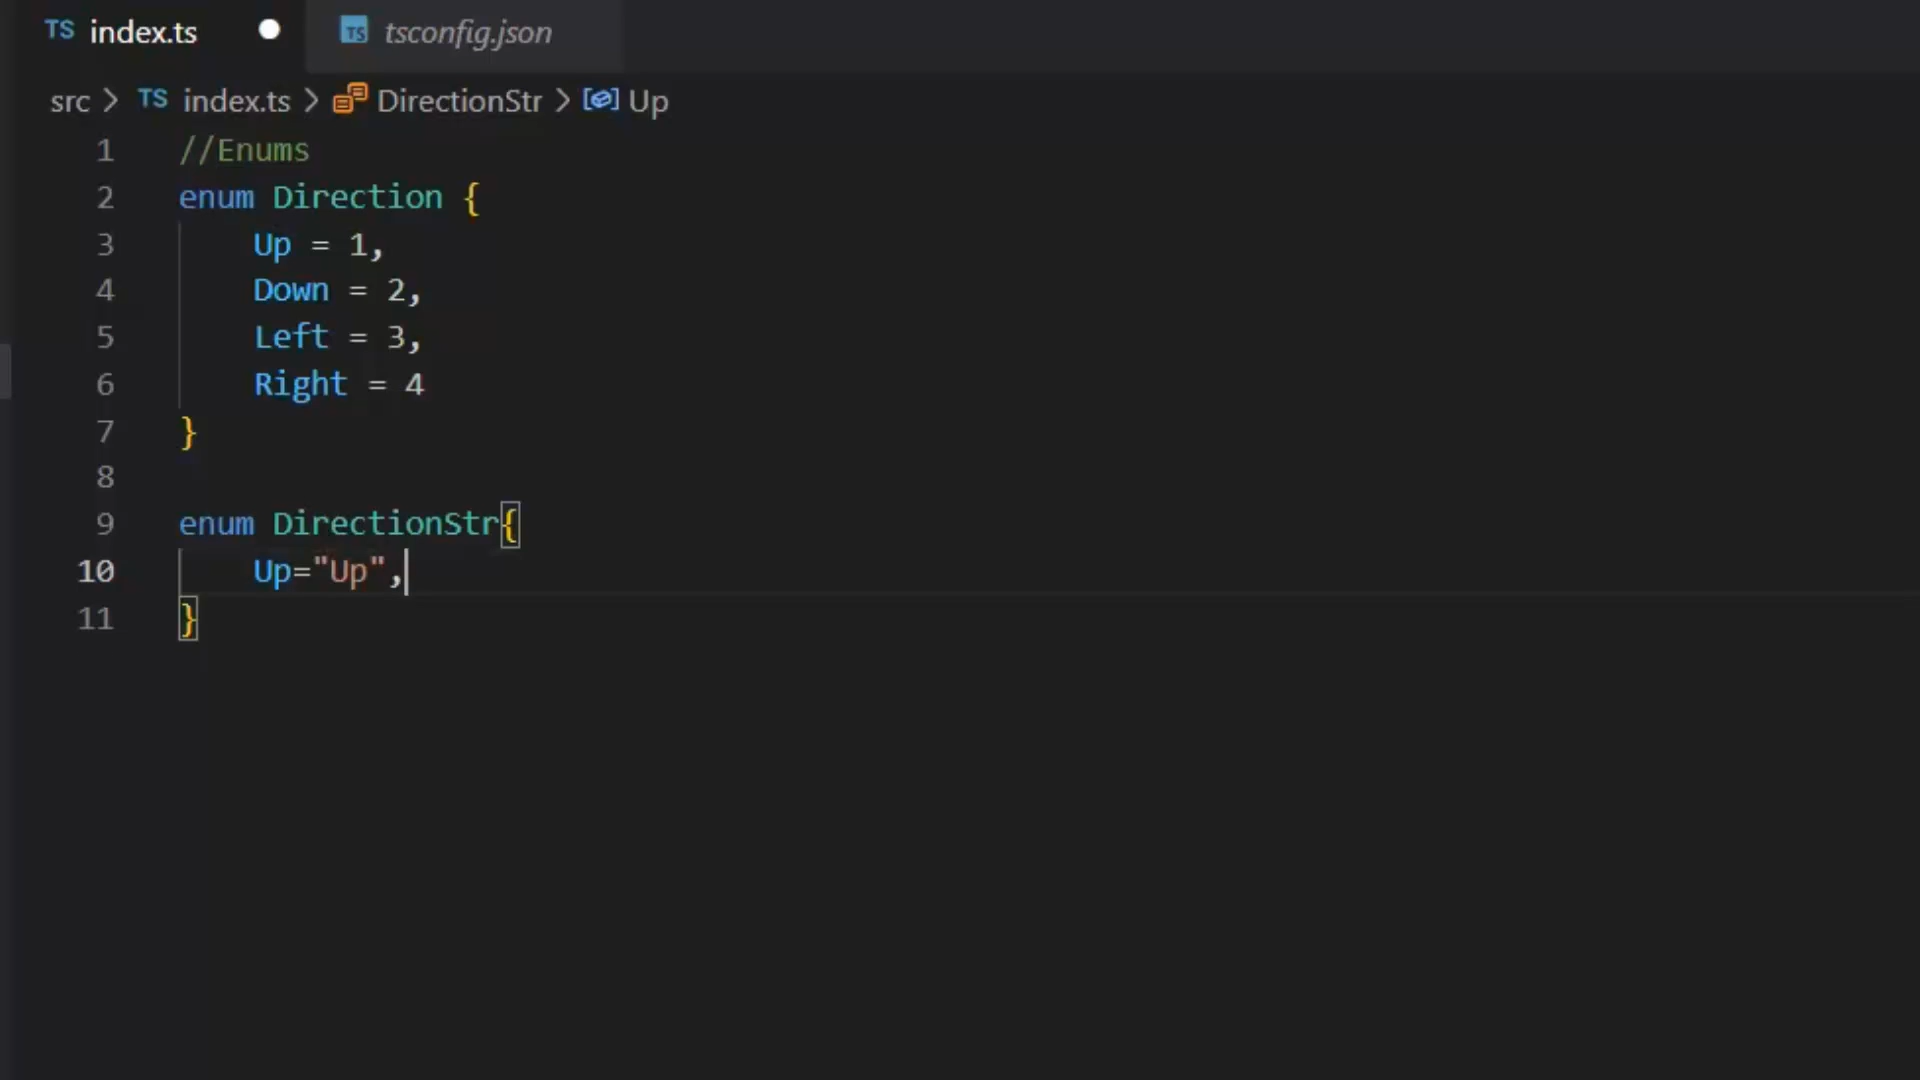 TS index.ts ● TS tsconfig.json
src > TS index.ts > DirectionStr > Up
1 //Enums
2 enum Direction {
3 Up = 1,
4 Down = 2,
5 Left = 3,
6 Right = 4
7 }
8
9 enum DirectionStr{
10 Up="Up",
11 }